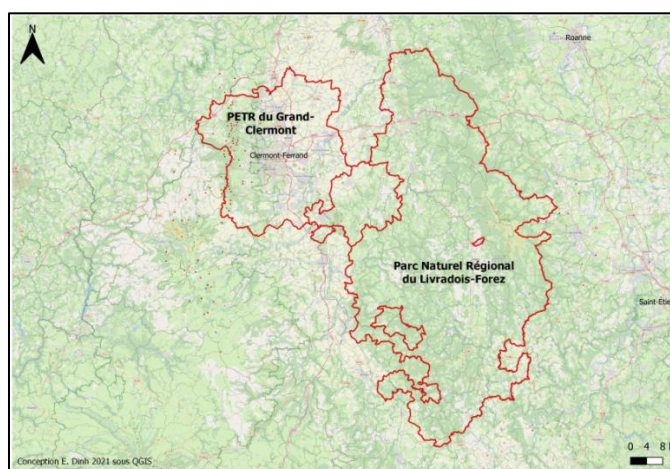 N
Roanne
PETR du Grand-
Clermont
Clermont-Ferrand
Parc Naturel Régional
du Livradois-Forez
Saint-Étie
0 4 8
Conception E. Dinh 2021 sous QGIS